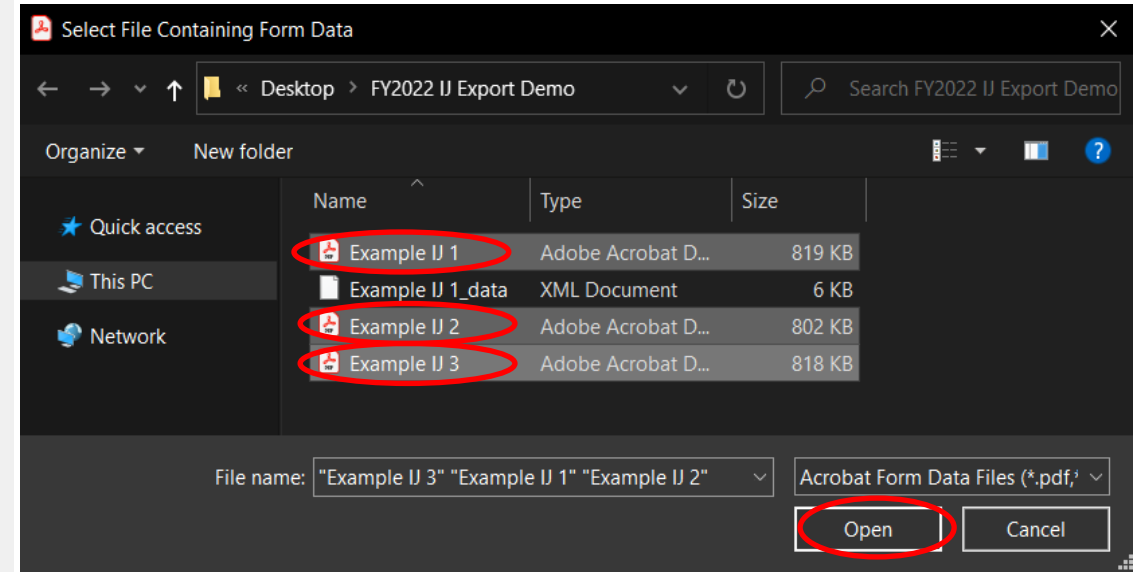 Select File Containing Form Data
« Desktop > FY2022 IJ Export Demo
Search FY2022 IJ Export Demo
Organize New folder
?
Name Type Size
Quick access
Example IJ 1 Adobe Acrobat D... 819 KB
This PC
Example IJ 1_data XML Document 6 KB
Network
Example IJ 2 Adobe Acrobat D... 802 KB
Example IJ 3 Adobe Acrobat D... 818 KB
File name: "Example IJ 3" "Example IJ 1" "Example IJ 2" Acrobat Form Data Files (*.pdf,*
Open Cancel